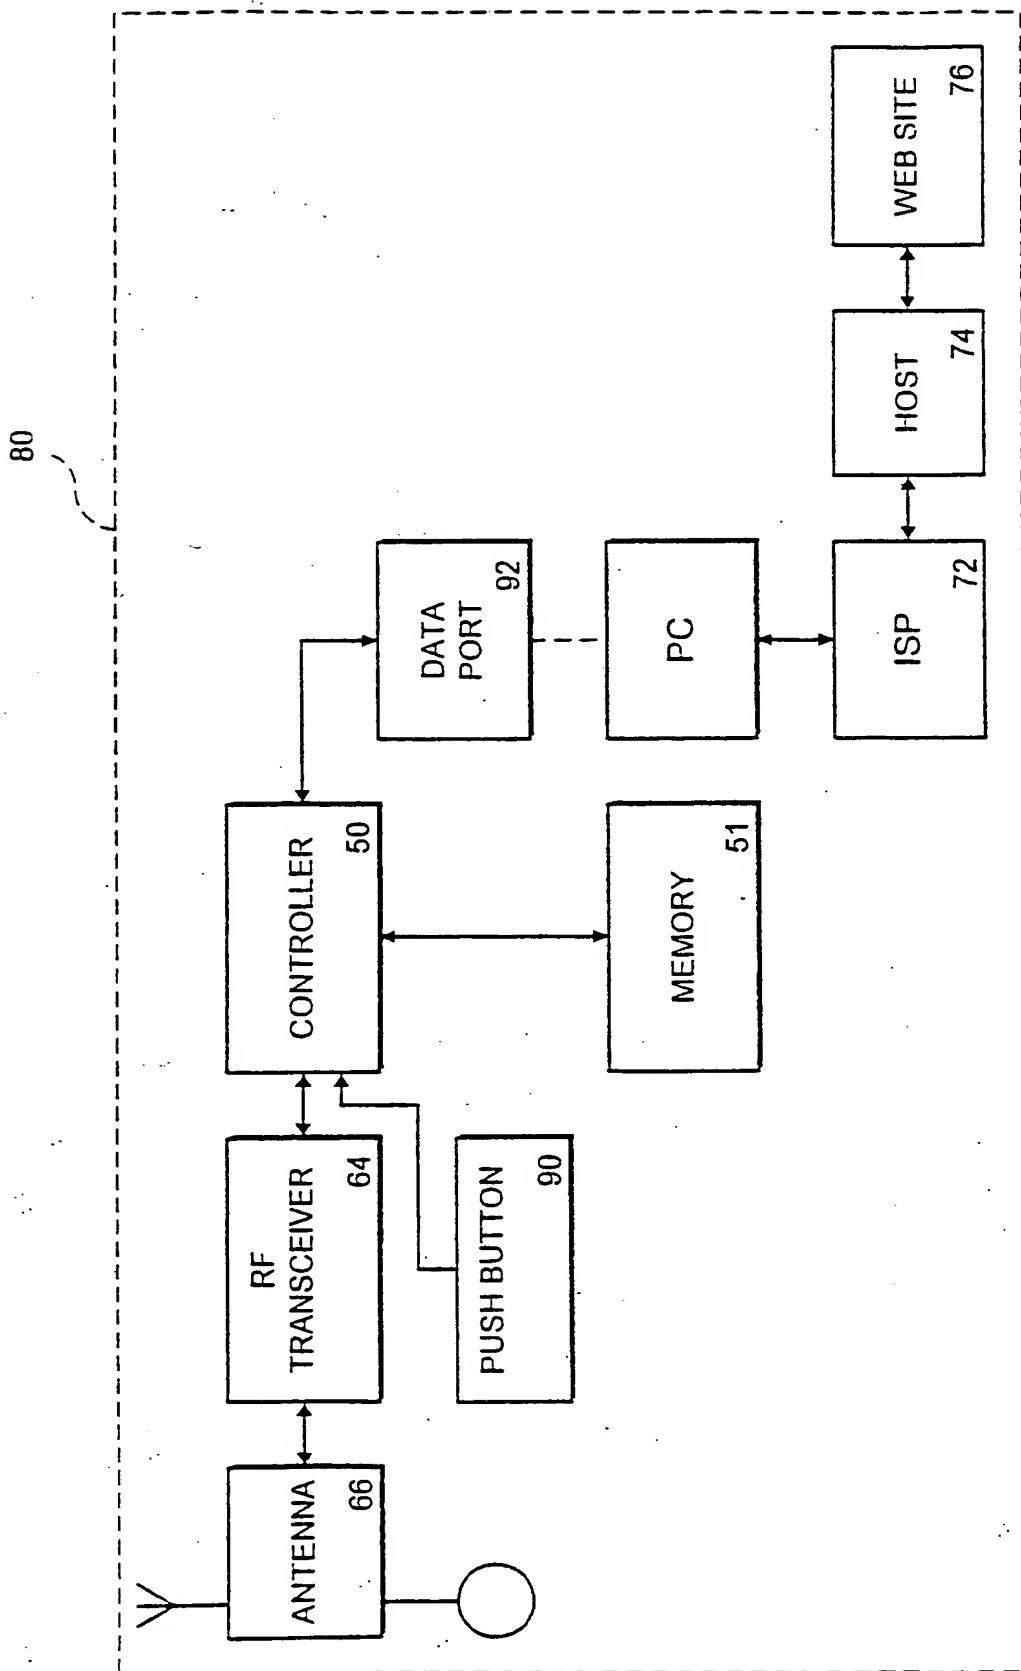 80
ANTENNA
66
RF
TRANSCEIVER
64
CONTROLLER
50
PUSH BUTTON
90
MEMORY
51
DATA
PORT
92
PC
ISP
72
HOST
74
WEB SITE
76